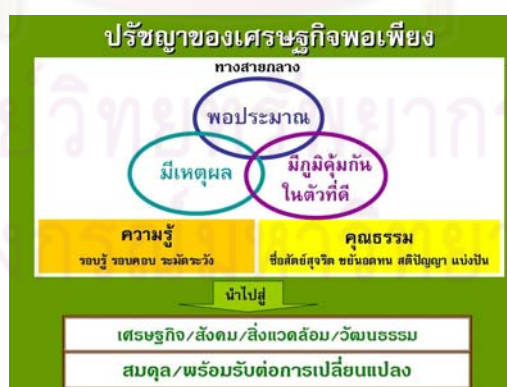 ปรัชญาของเศรษฐกิจพอเพียง
ทางสายกลาง
พอประมาณ
มีเหตุผล
มีภูมิคุ้มกัน
ในตัวที่ดี
ความรู้
รอบรู้ รอบคอบ ระมัดระวัง
คุณธรรม
ซื่อสัตย์สุจริต ขยันอดทน สติปัญญา แบ่งปัน
นำไปสู่
เศรษฐกิจ/สังคม/สิ่งแวดล้อม/วัฒนธรรม
สมดุล/พร้อมรับต่อการเปลี่ยนแปลง